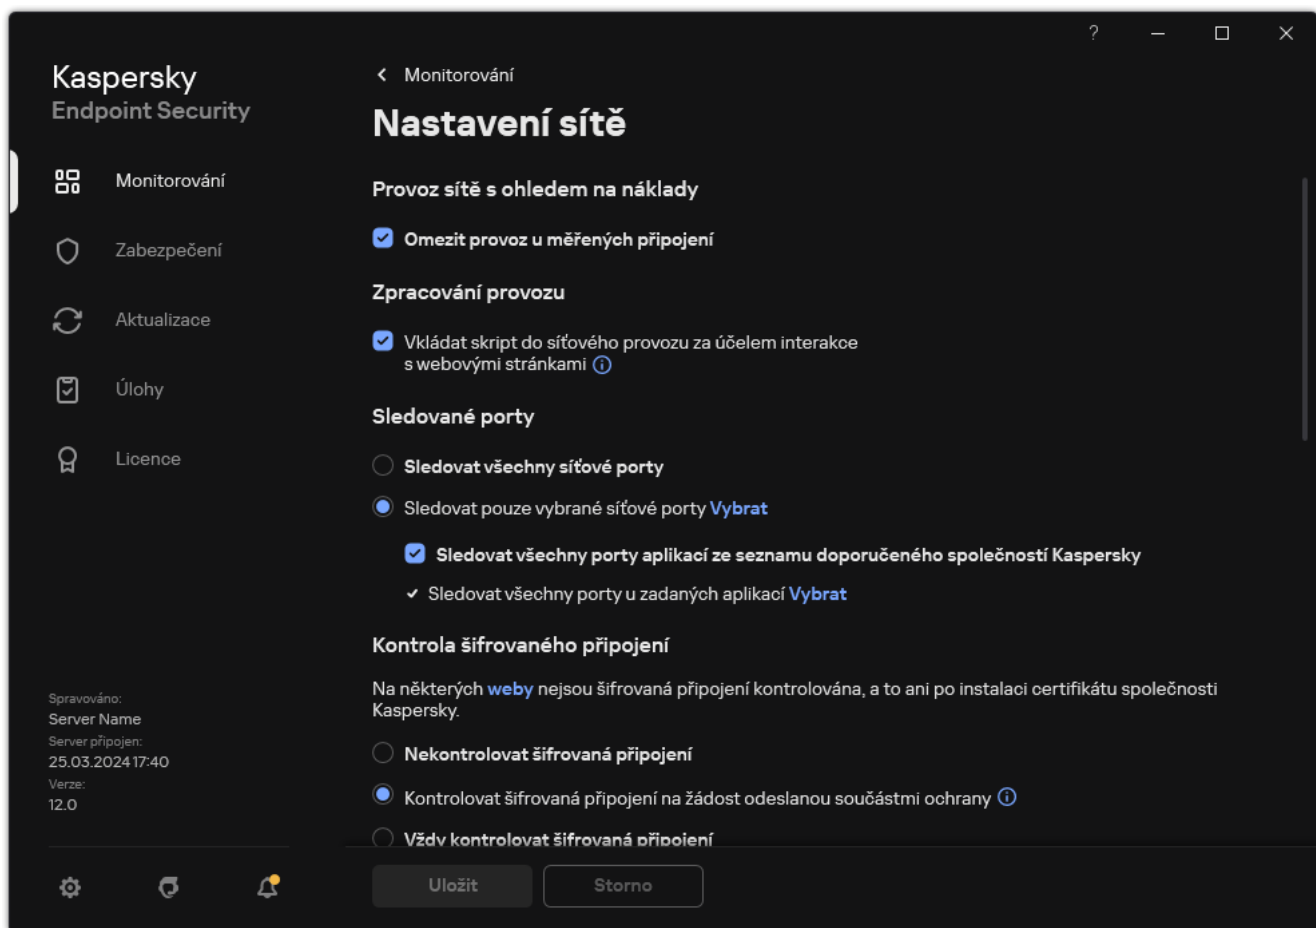 ?
Kaspersky
Endpoint Security
Monitorování
Zabezpečení
Aktualizace
Úlohy
Licence
Spravováno:
Server Name
Server připojen:
25.03.2024 17:40
Verze:
12.0
Monitorování
Nastavení sítě
Provoz sítě s ohledem na náklady
Omezit provoz u měřených připojení
Zpracování provozu
Vkládat skript do síťového provozu za účelem interakce
s webovými stránkami
Sledované porty
Sledovat všechny síťové porty
Sledovat pouze vybrané síťové porty Vybrat
Sledovat všechny porty aplikací ze seznamu doporučeného společností Kaspersky
Sledovat všechny porty u zadaných aplikací Vybrat
Kontrola šifrovaného připojení
Na některých weby nejsou šifrovaná připojení kontrolována, a to ani po instalaci certifikátu společnosti
Kaspersky.
Nekontrolovat šifrovaná připojení
Kontrolovat šifrovaná připojení na žádost odeslanou součástmi ochrany
Vždy kontrolovat šifrovaná připojení
Uložit
Storno